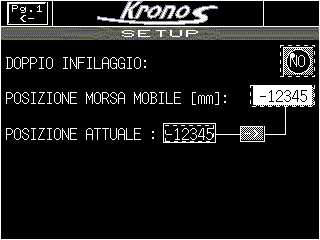 Pg.1
<-
Kronos
SETUP
DOPPIO INFILAGGIO: NO
POSIZIONE MORSA MOBILE [mm]: -12345
POSIZIONE ATTUALE : -12345 =>